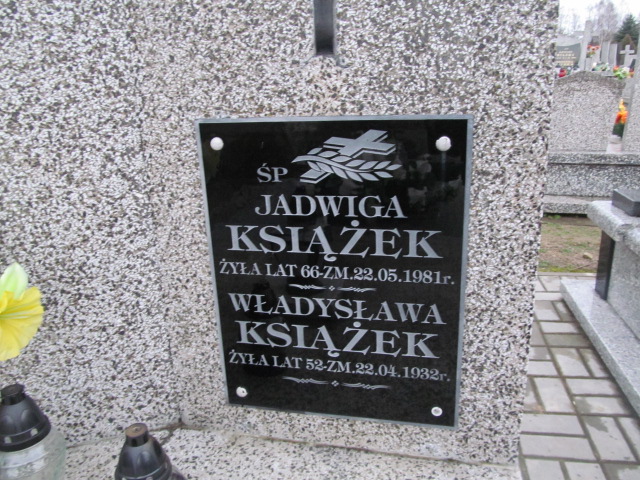 ŚP
JADWIGA
KSIĄŻEK
ŻYŁA LAT 66-ZM.22.05.1981r.
WŁADYSŁAWA
KSIĄŻEK
ŻYŁA LAT 52-ZM.22.04.1932r.